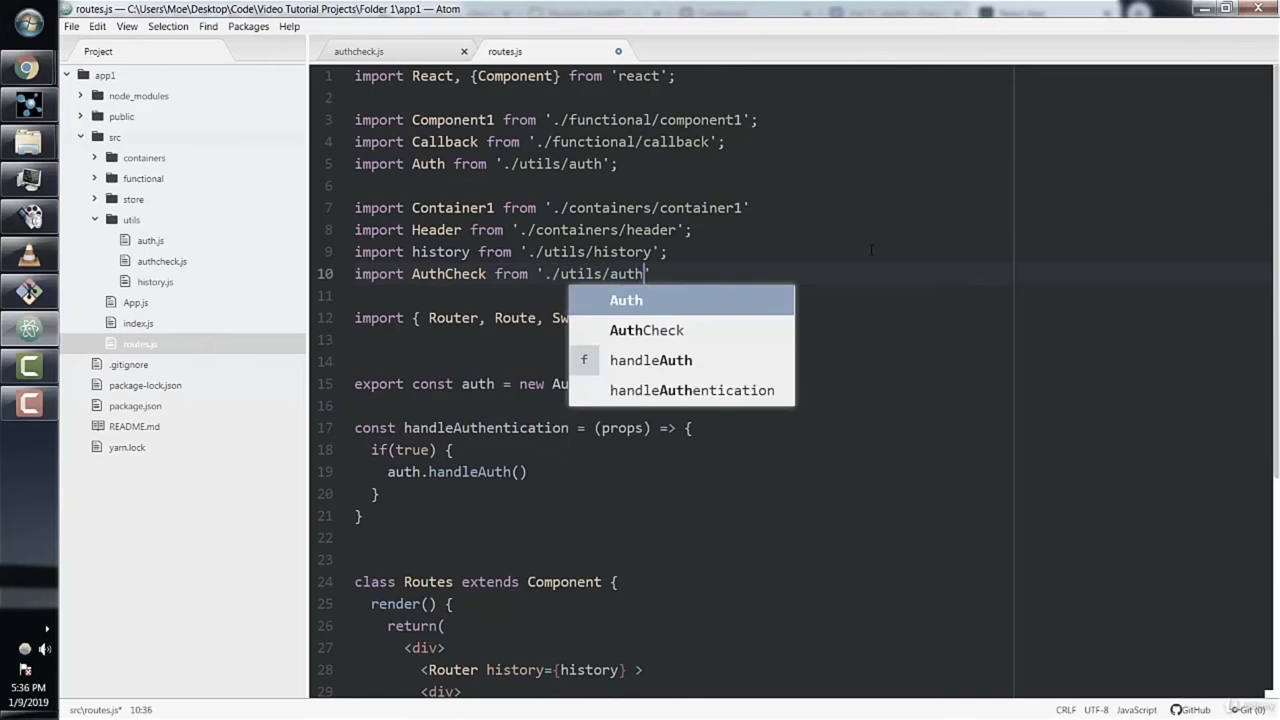 routes.js — C:\Users\Moe\Desktop\Code\Video Tutorial Projects\Folder 1\app1 — Atom
File Edit View Selection Find Packages Help
Project
authcheck.js
routes.js
app1
node_modules
public
src
containers
functional
store
utils
auth.js
authcheck.js
history.js
App.js
index.js
routes.js
.gitignore
package-lock.json
package.json
README.md
yarn.lock
1 import React, {Component} from 'react';
2
3 import Component1 from './functional/component1';
4 import Callback from './functional/callback';
5 import Auth from './utils/auth';
6
7 import Container1 from './containers/container1'
8 import Header from './containers/header';
9 import history from './utils/history';
10 import AuthCheck from './utils/auth'
11
12 import { Router, Route, Sw
Auth
AuthCheck
f handleAuth
handleAuthentication
15 export const auth = new Au
16
17 const handleAuthentication = (props) => {
18 if(true) {
19 auth.handleAuth()
20 }
21 }
22
23
24 class Routes extends Component {
25 render() {
26 return(
27 <div>
28 <Router history={history} >
29 <div>
5:36 PM
1/9/2019
src\routes.js* 10:36
CRLF UTF-8 JavaScript GitHub Git (0)